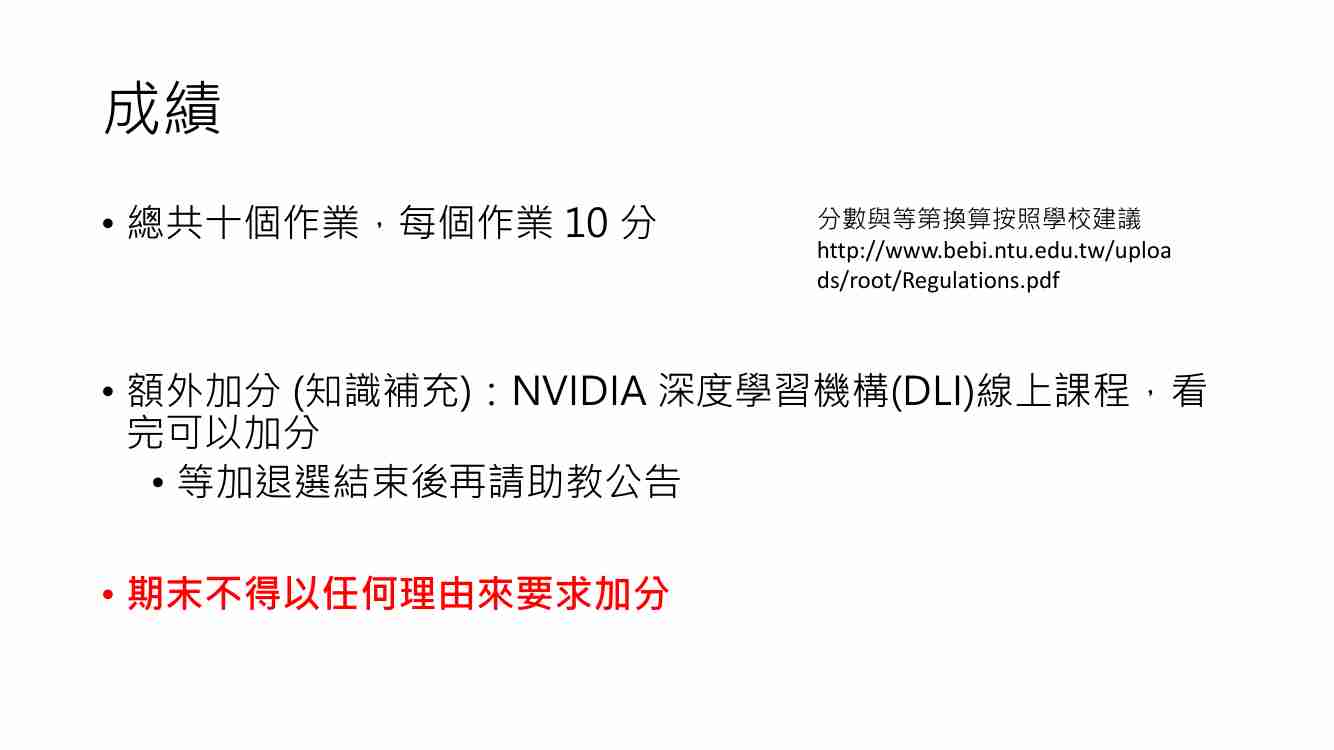 成績
• 總共十個作業，每個作業 10 分
分數與等第換算按照學校建議
http://www.bebi.ntu.edu.tw/uploa
ds/root/Regulations.pdf
• 額外加分 (知識補充)：NVIDIA 深度學習機構(DLI)線上課程，看
完可以加分
• 等加退選結束後再請助教公告
• 期末不得以任何理由來要求加分